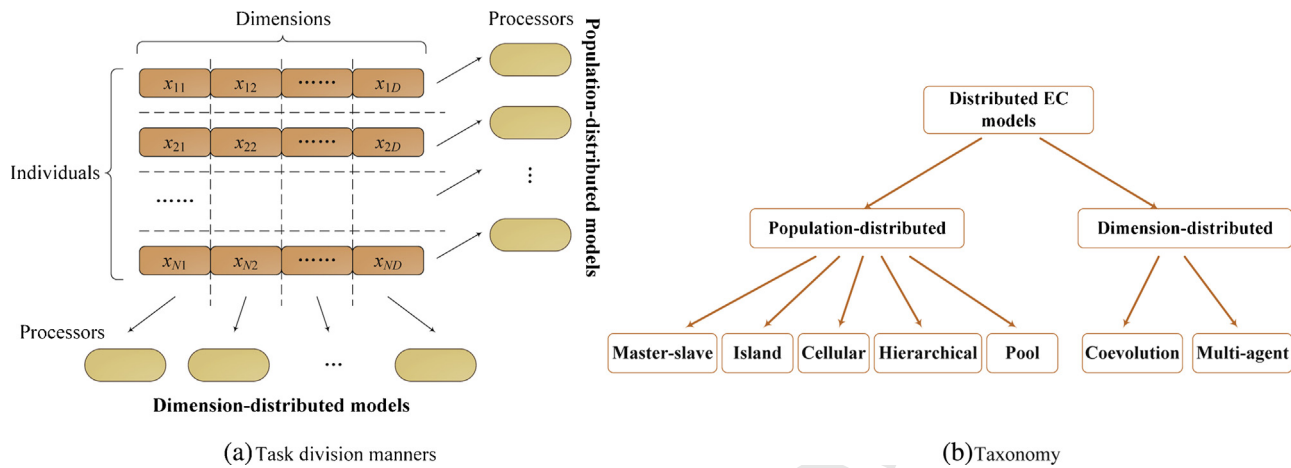 Dimensions
Processors
x11 x12 ...... x1D
x21 x22 ...... x2D
Individuals
......
xN1 xN2 ...... xND
Population-distributed models
Processors
...
Dimension-distributed models
(a) Task division manners
Distributed EC
models
Population-distributed
Dimension-distributed
Master-slave
Island
Cellular
Hierarchical
Pool
Coevolution
Multi-agent
(b) Taxonomy